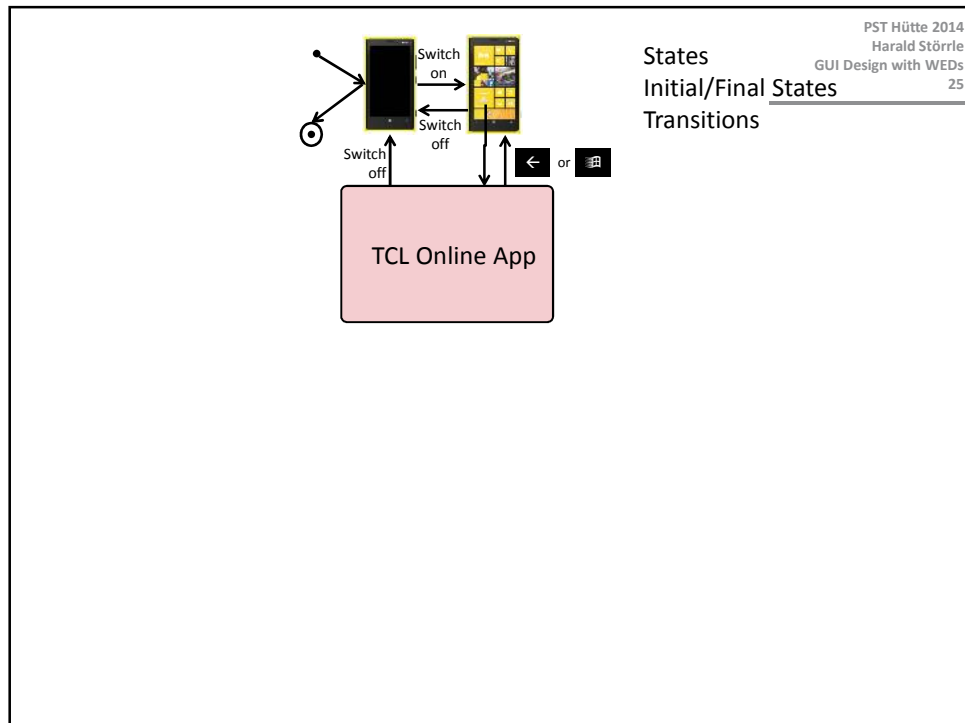 PST Hütte 2014
Harald Störrle
GUI Design with WEDs
25
States
Initial/Final States
Transitions
Switch
on
Switch
off
Switch
off
or
TCL Online App